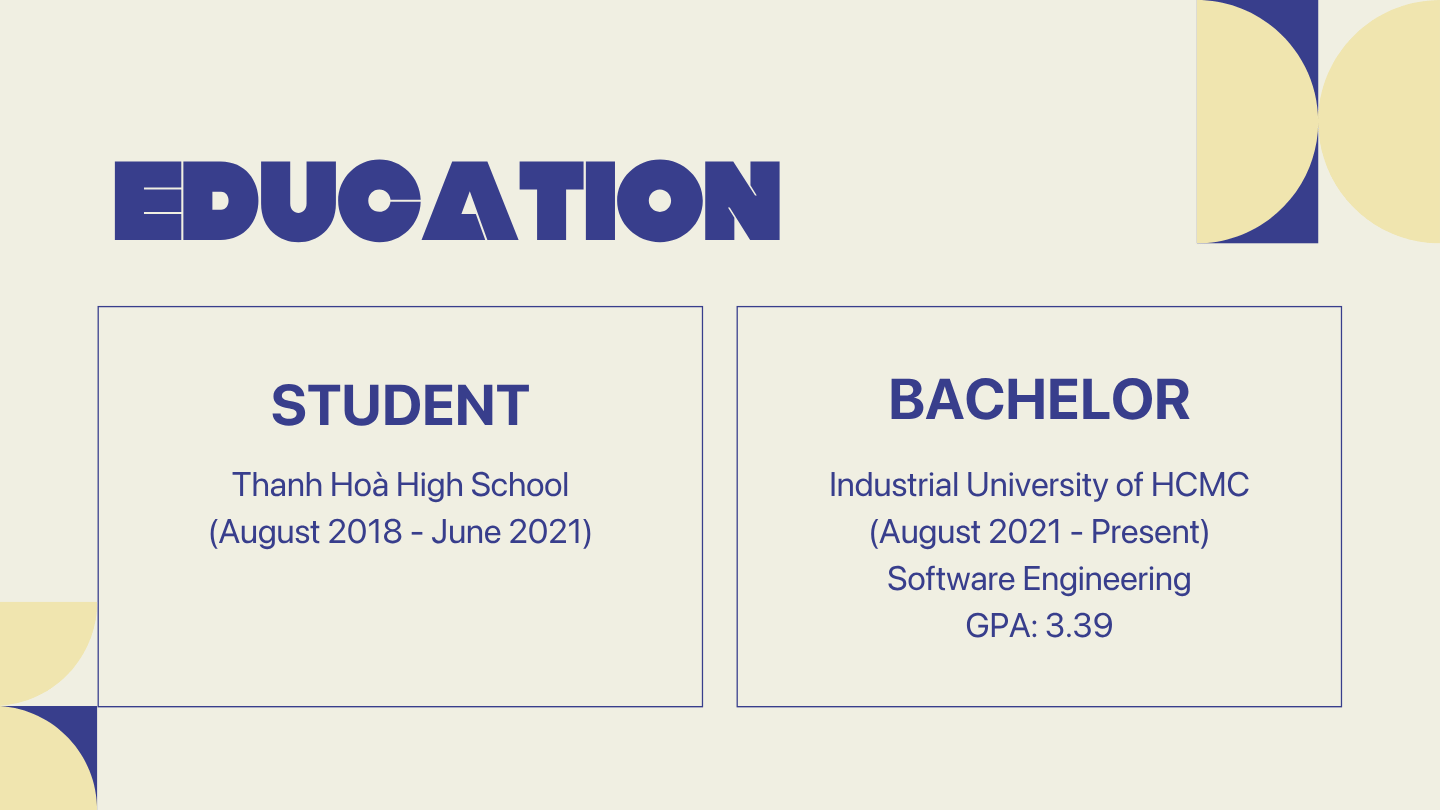 EDUCATION
STUDENT
Thanh Hoà High School
(August 2018 - June 2021)
BACHELOR
Industrial University of HCMC
(August 2021 - Present)
Software Engineering
GPA: 3.39